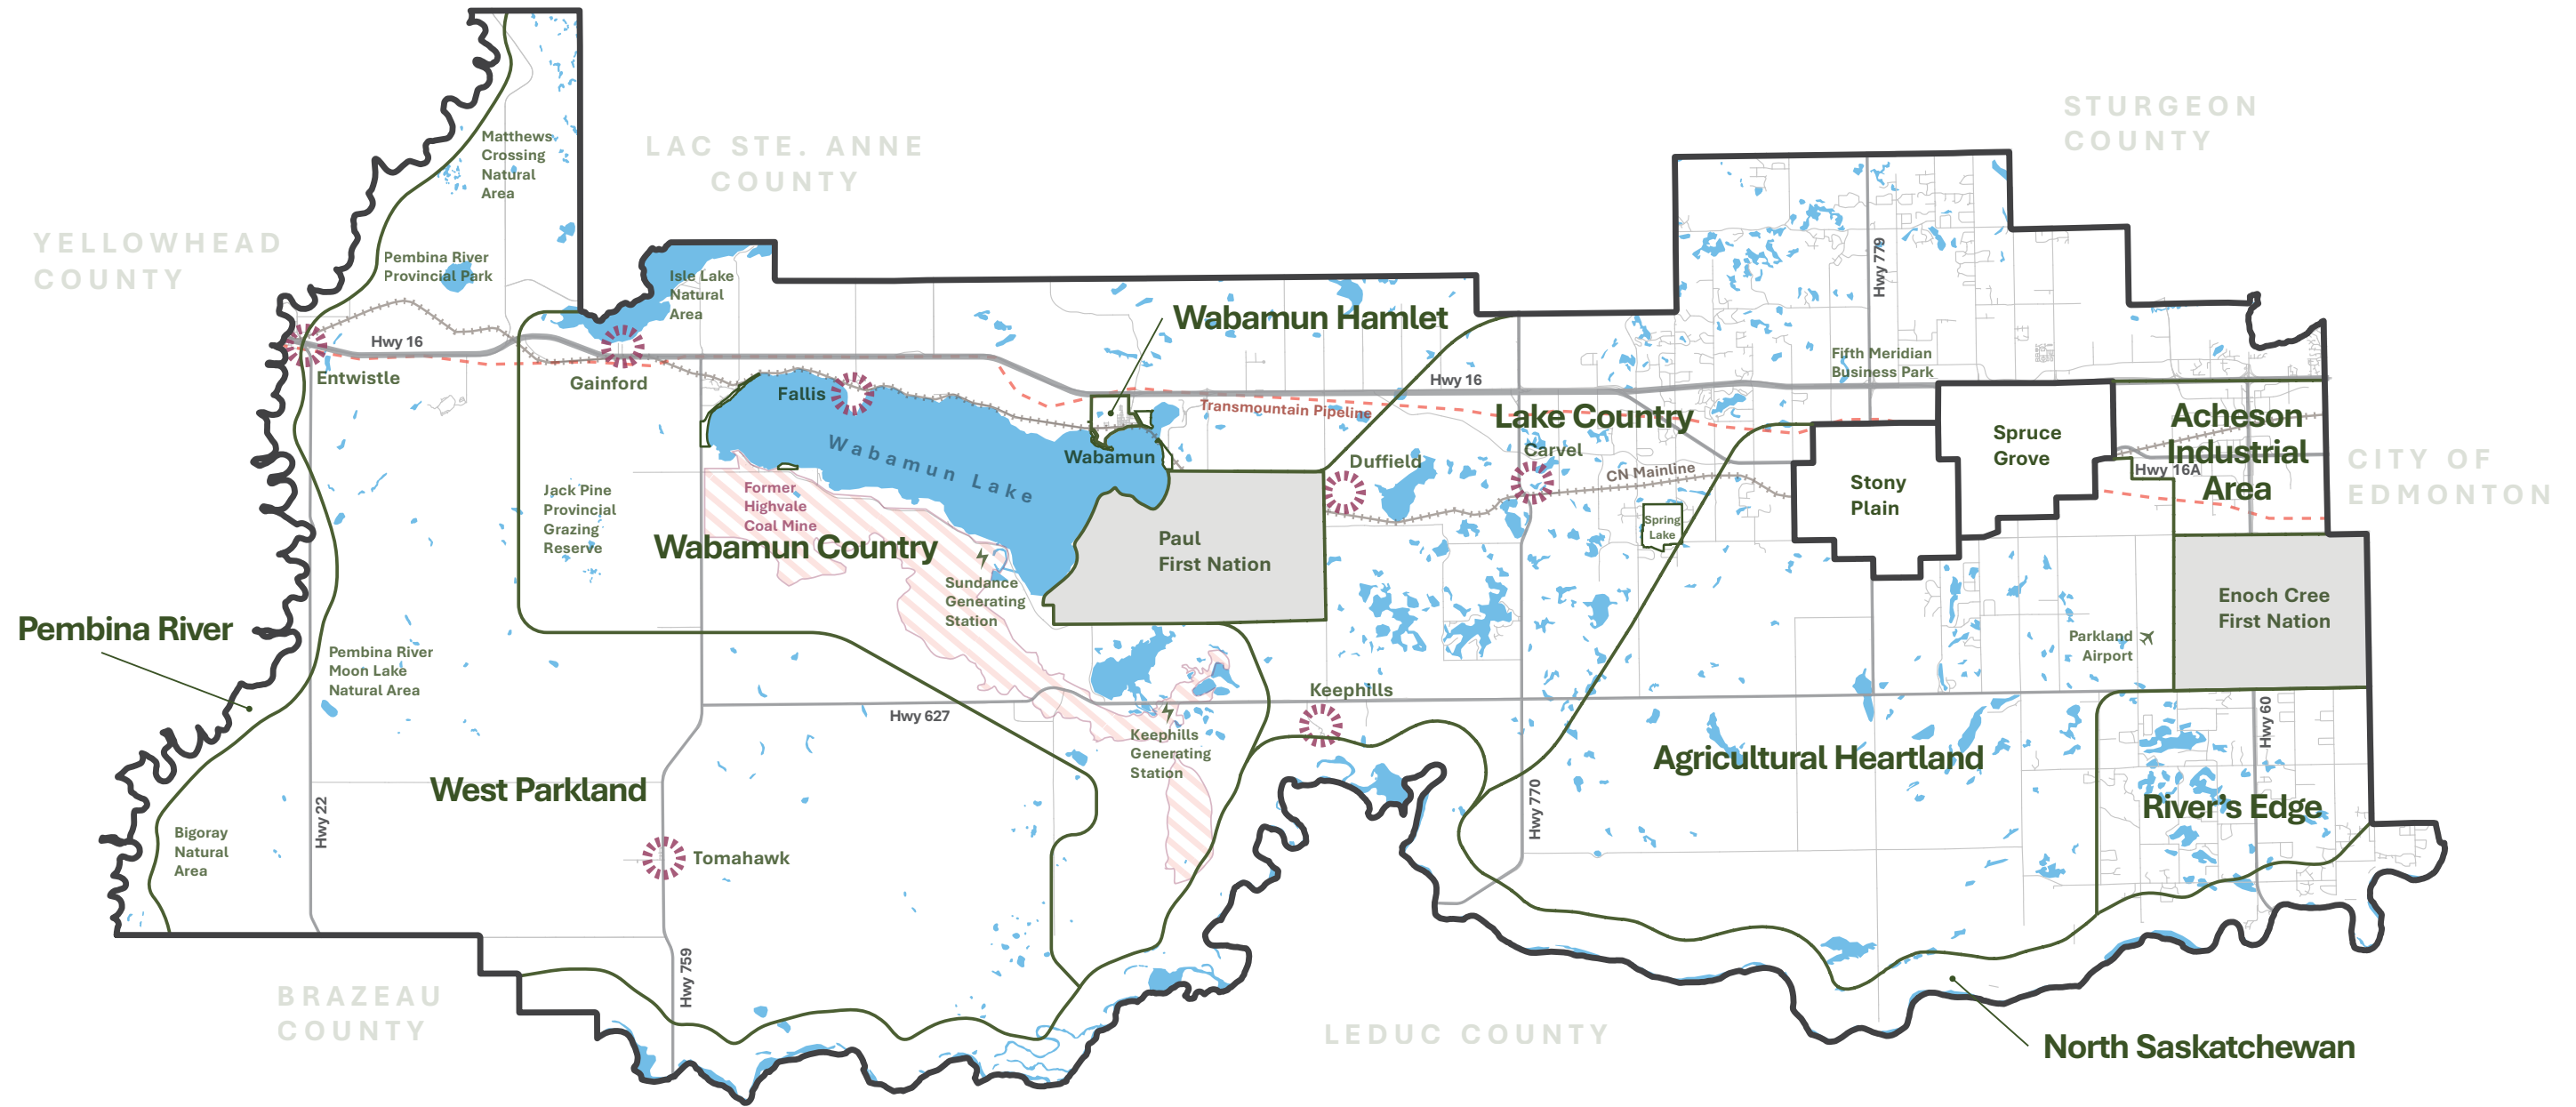 STURGEON
COUNTY
LAC STE. ANNE
COUNTY
Matthews
Crossing
Natural
Area
YELLOWHEAD
COUNTY
Pembina River
Provincial Park
Isle Lake
Natural
Area
Hwy 779
Wabamun Hamlet
Hwy 16
Entwistle
Gainford
Fallis
Fifth Meridian
Business Park
Hwy 16
Transmountain Pipeline
Lake Country
Carvel
Acheson
Industrial
Area
Hwy 16A
Spruce
Grove
CITY OF
EDMONTON
Wabamun Lake
Wabamun
Duffield
CN Mainline
Stony
Plain
Jack Pine
Provincial
Grazing
Reserve
Former
Highvale
Coal Mine
Wabamun Country
Spring
Lake
Paul
First Nation
Sundance
Generating
Station
Enoch Cree
First Nation
Pembina River
Parkland
Airport
Pembina River
Moon Lake
Natural Area
Keephills
Hwy 627
Hwy 60
Keephills
Generating
Station
Agricultural Heartland
West Parkland
Hwy 22
Hwy 770
River's Edge
Bigoray
Natural
Area
Tomahawk
Hwy 759
BRAZEAU
COUNTY
LEDUC COUNTY
North Saskatchewan